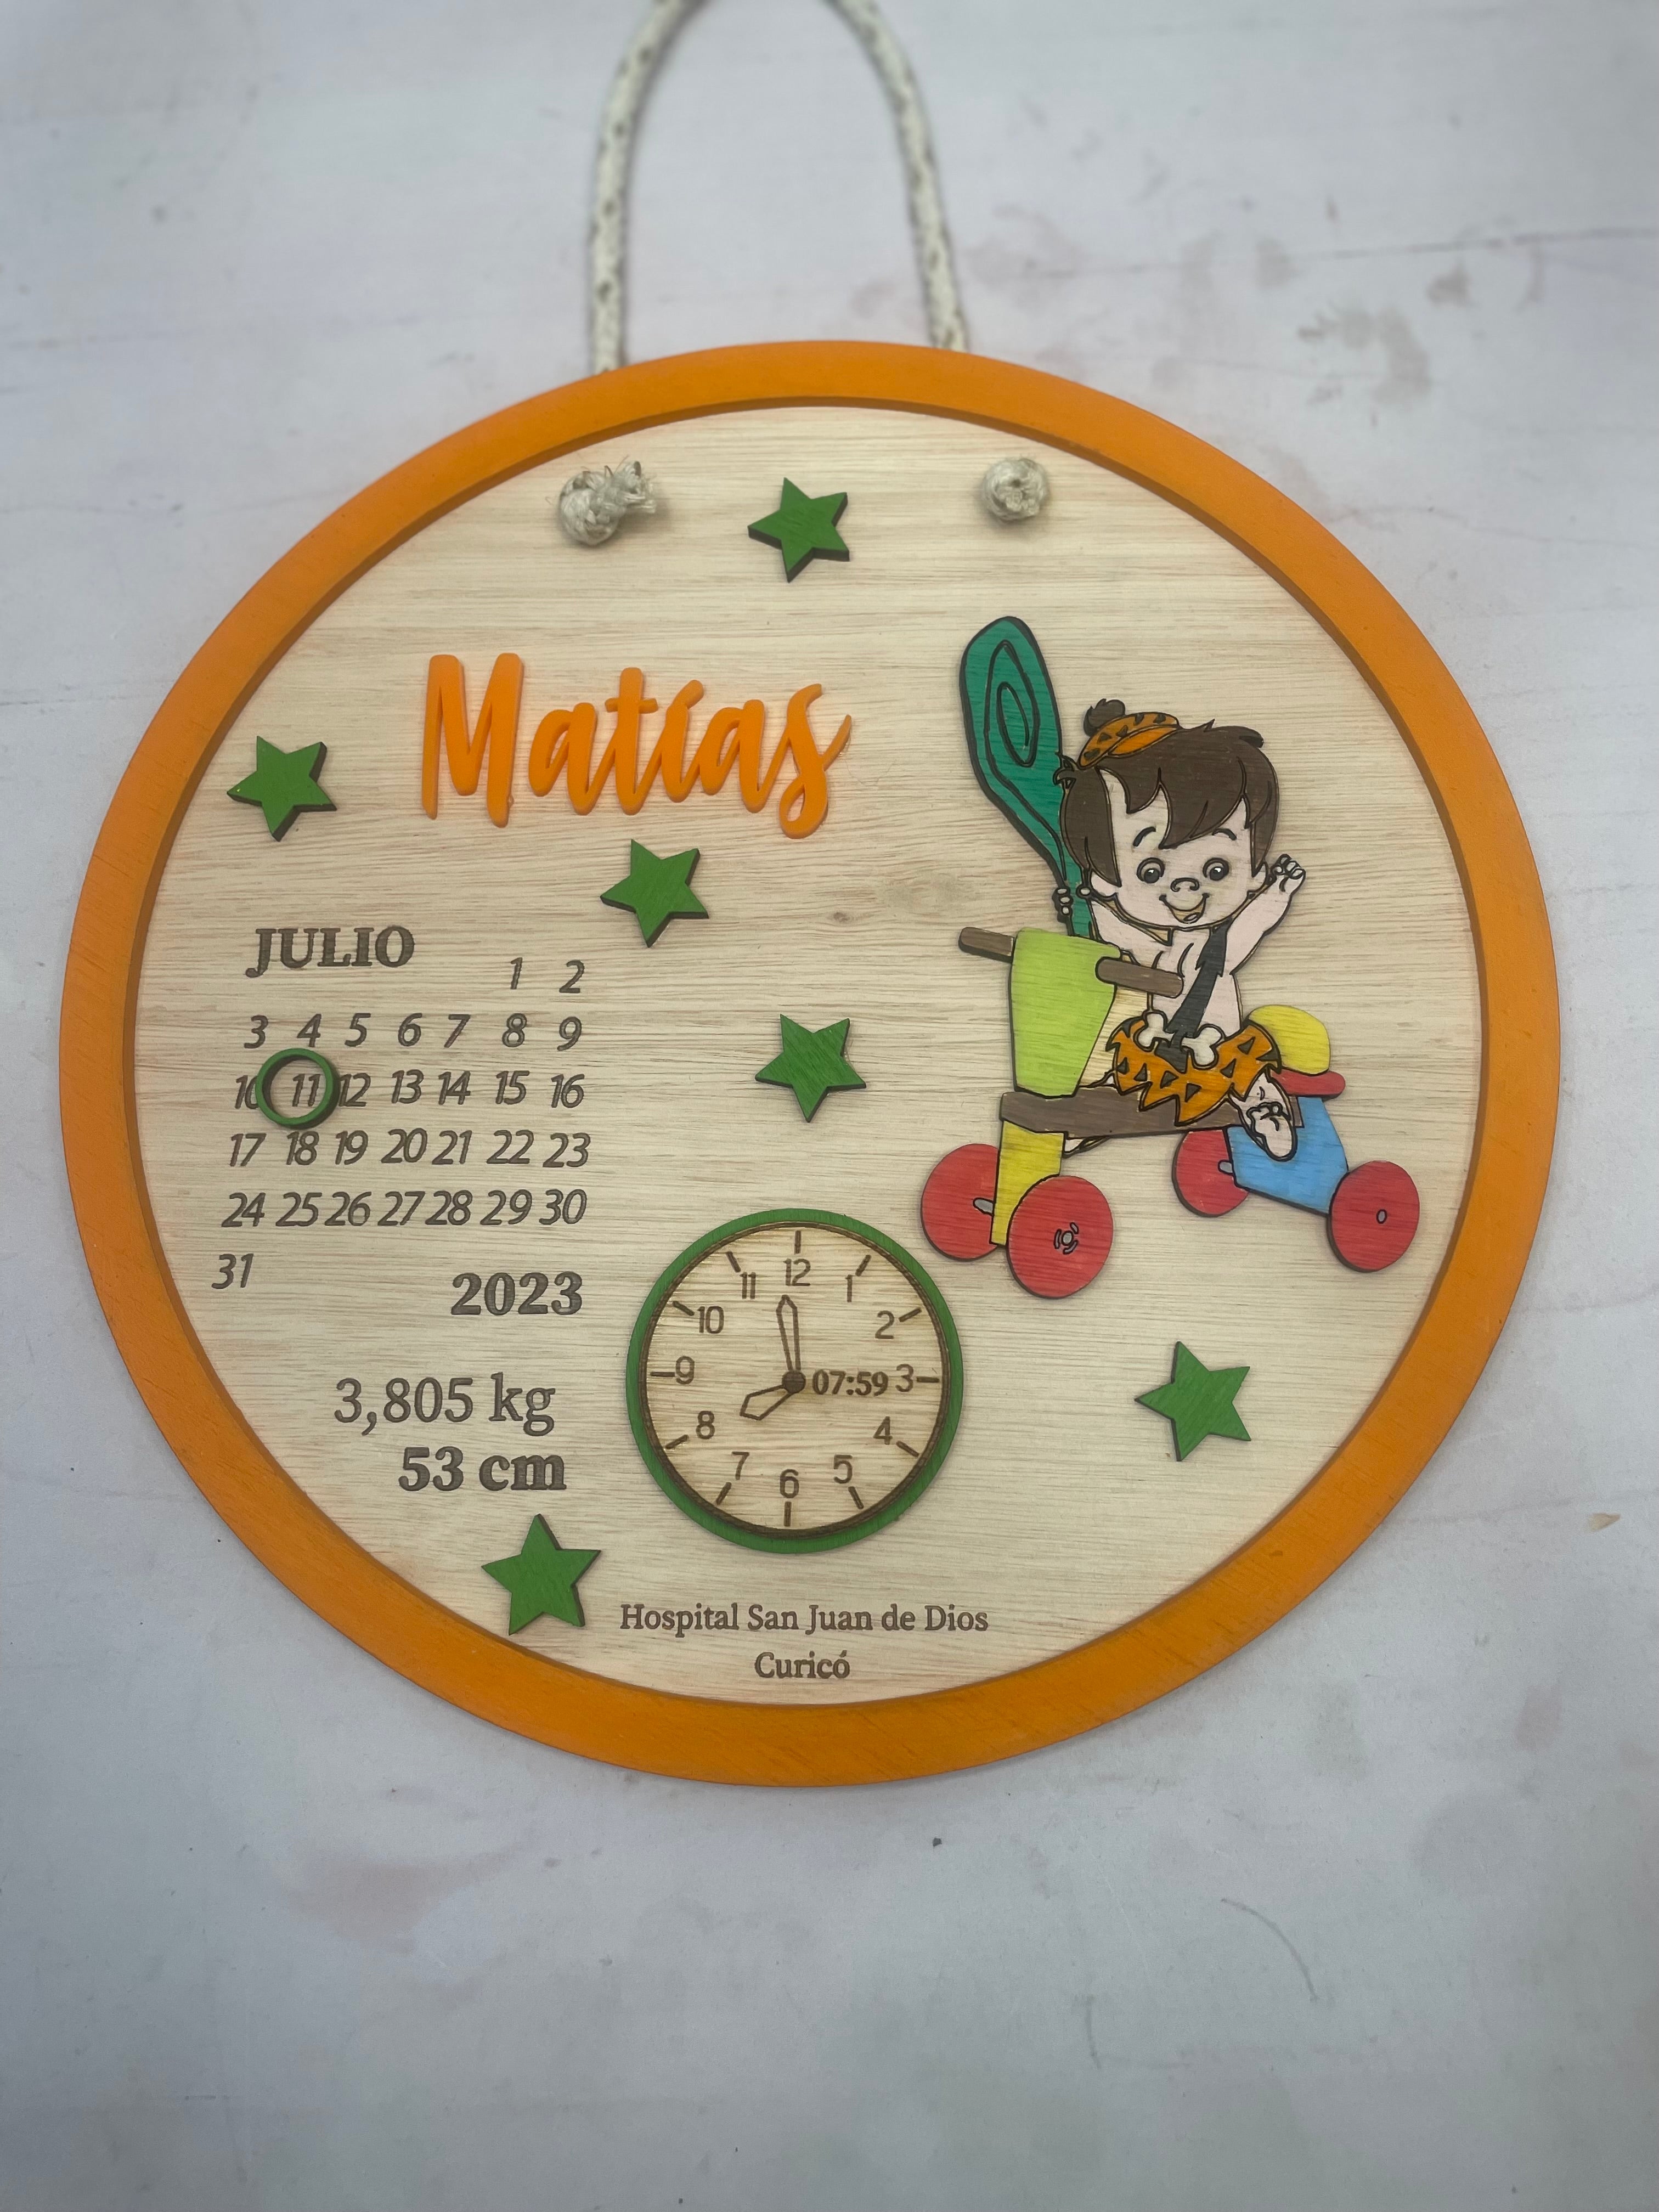 Matías
JULIO
1 2
3 4 5 6 7 8 9
10 11 12 13 14 15 16
17 18 19 20 21 22 23
24 25 26 27 28 29 30
31
2023
3,805 kg
53 cm
12
11 1
10 2
9 07:59 3
8 4
7 5
6
Hospital San Juan de Dios
Curicó